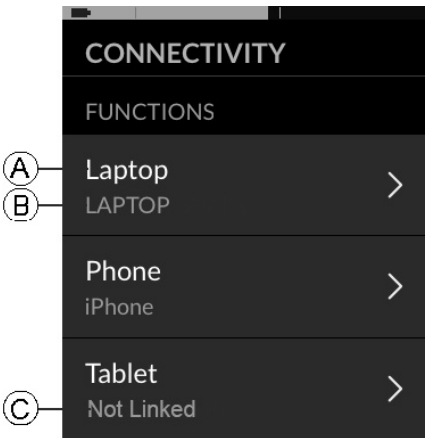 CONNECTIVITY
FUNCTIONS
A Laptop
B LAPTOP
Phone
iPhone
Tablet
C Not Linked